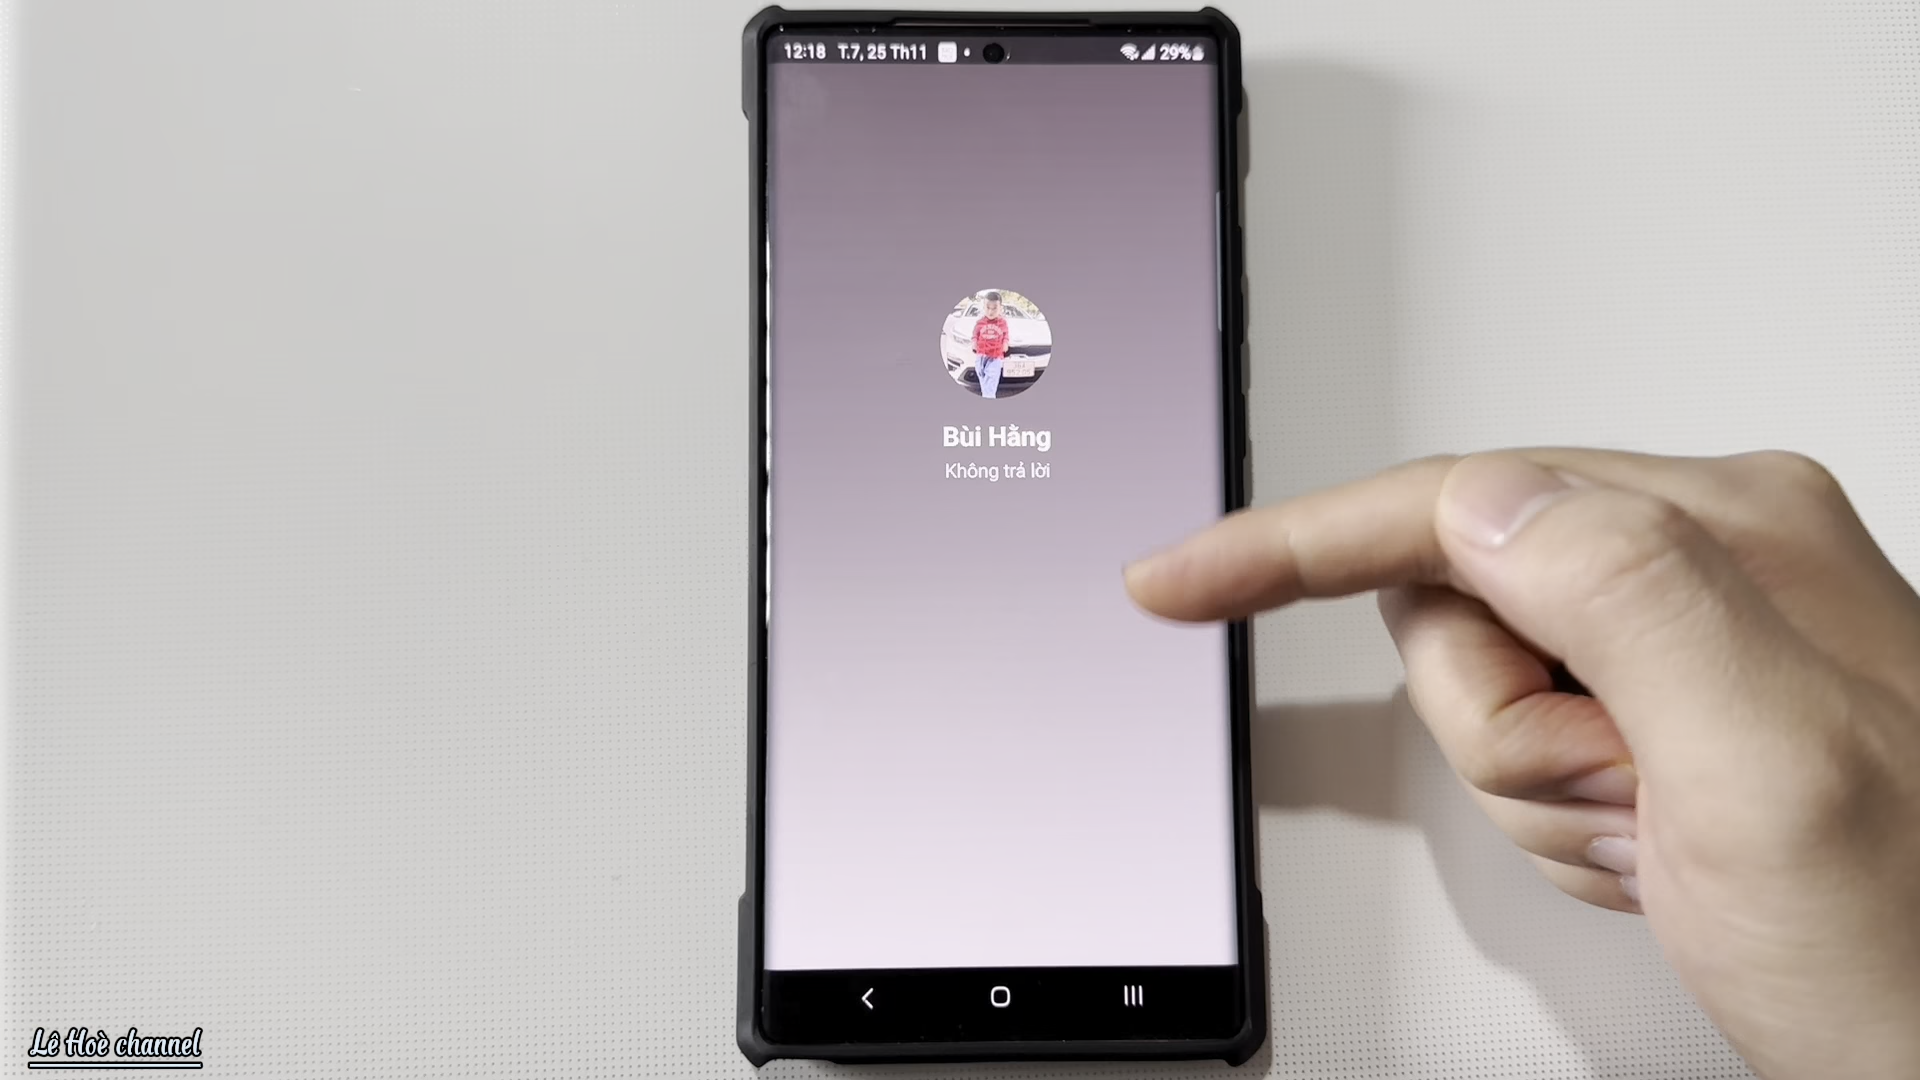 12:18 T.7, 25 Th11 29%
Bùi Hằng
Không trả lời
Lê Hoè channel